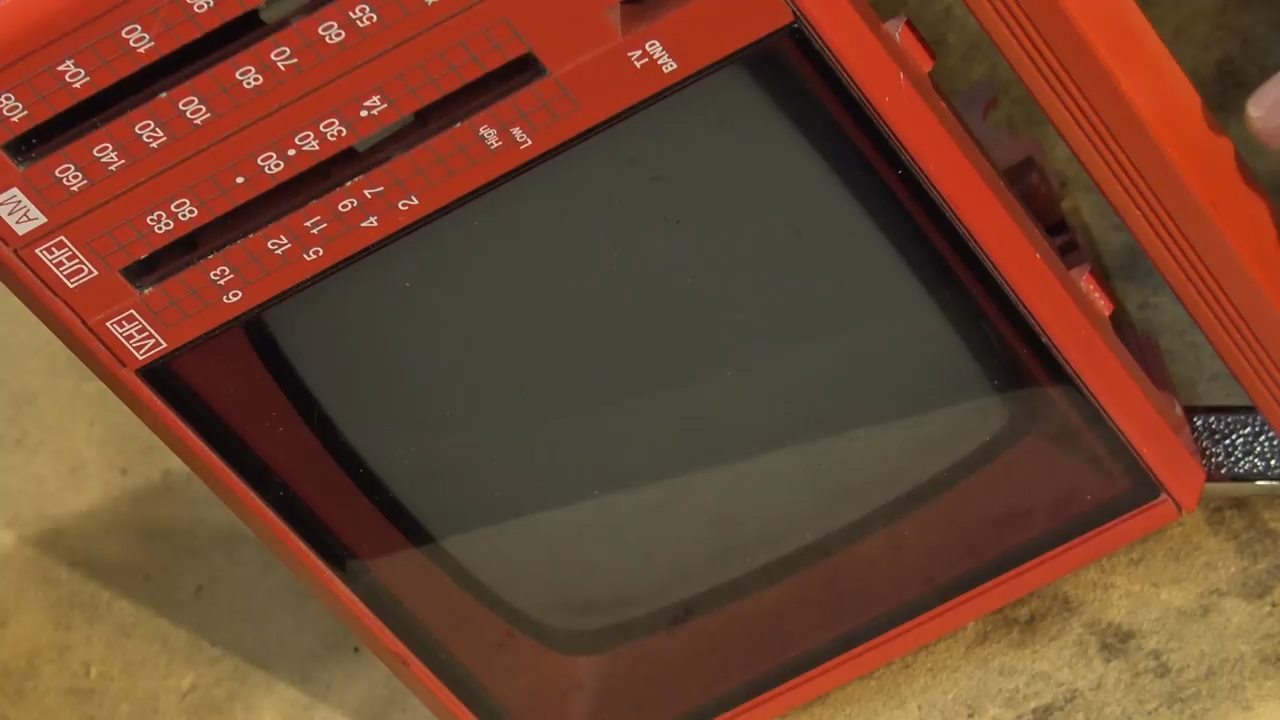 108 104 100
AM 160 140 120 100 80 70 60 55
UHF 83 80 • 60 • 40 30 • 14
VHF 6 13 12 5 11 4 9 7 2
High
Low
TV
BAND